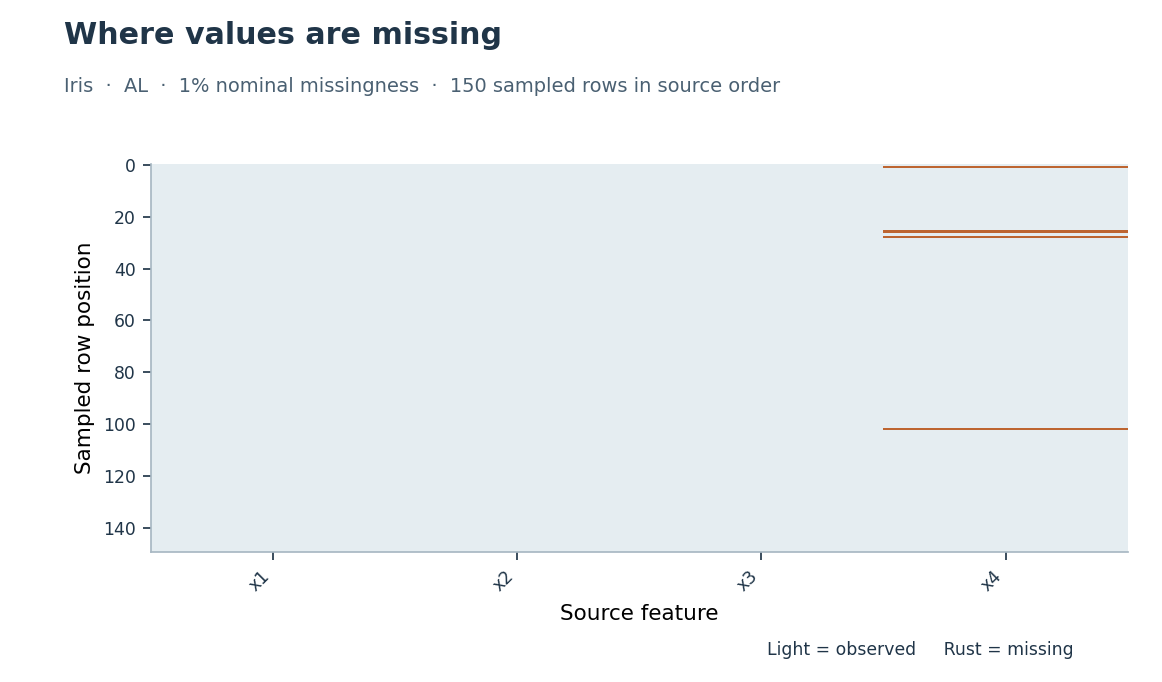 Where values are missing
Iris · AL · 1% nominal missingness · 150 sampled rows in source order
0
20
40
60
80
100
120
140
Sampled row position
x1
x2
x3
x4
Source feature
Light = observed Rust = missing